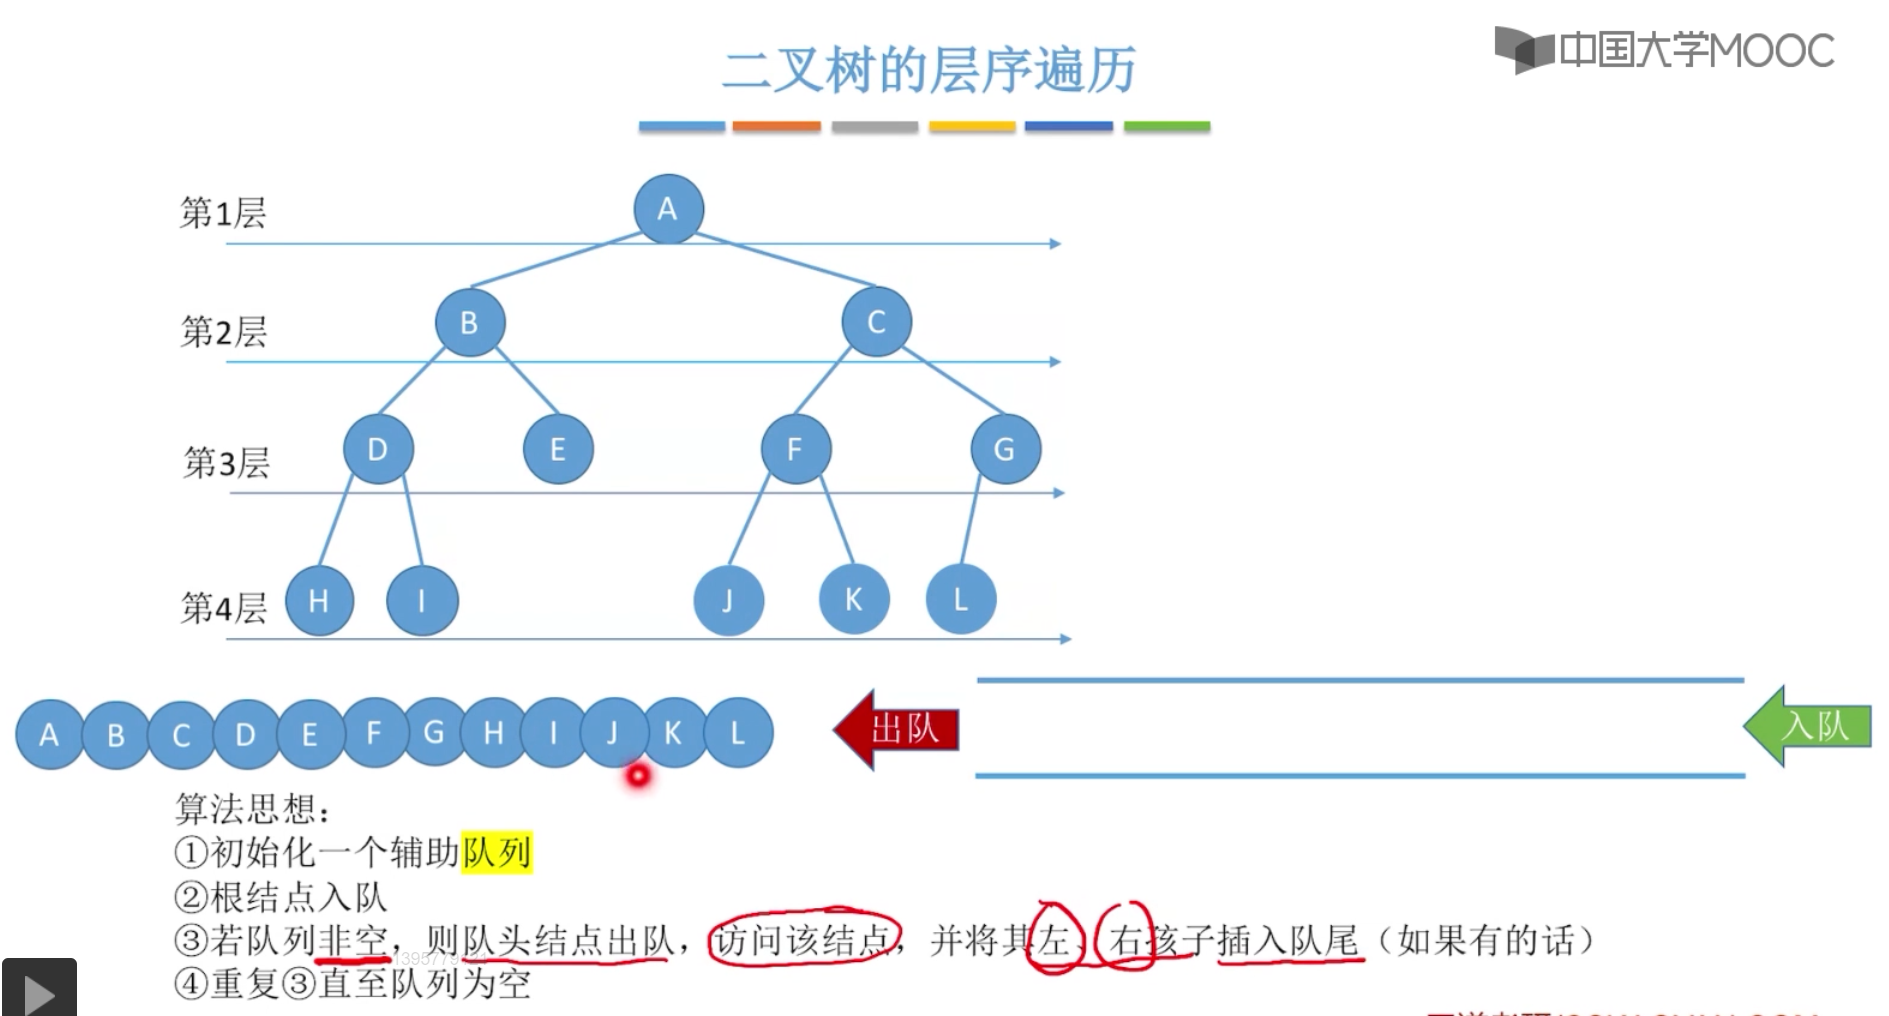 中国大学MOOC
二叉树的层序遍历
第1层
A
第2层
B C
第3层
D E F G
第4层
H I J K L
A B C D E F G H I J K L
出队
入队
算法思想：
①初始化一个辅助队列
②根结点入队
③若队列非空，则队头结点出队，访问该结点，并将其左、右孩子插入队尾（如果有的话）
④重复③直至队列为空